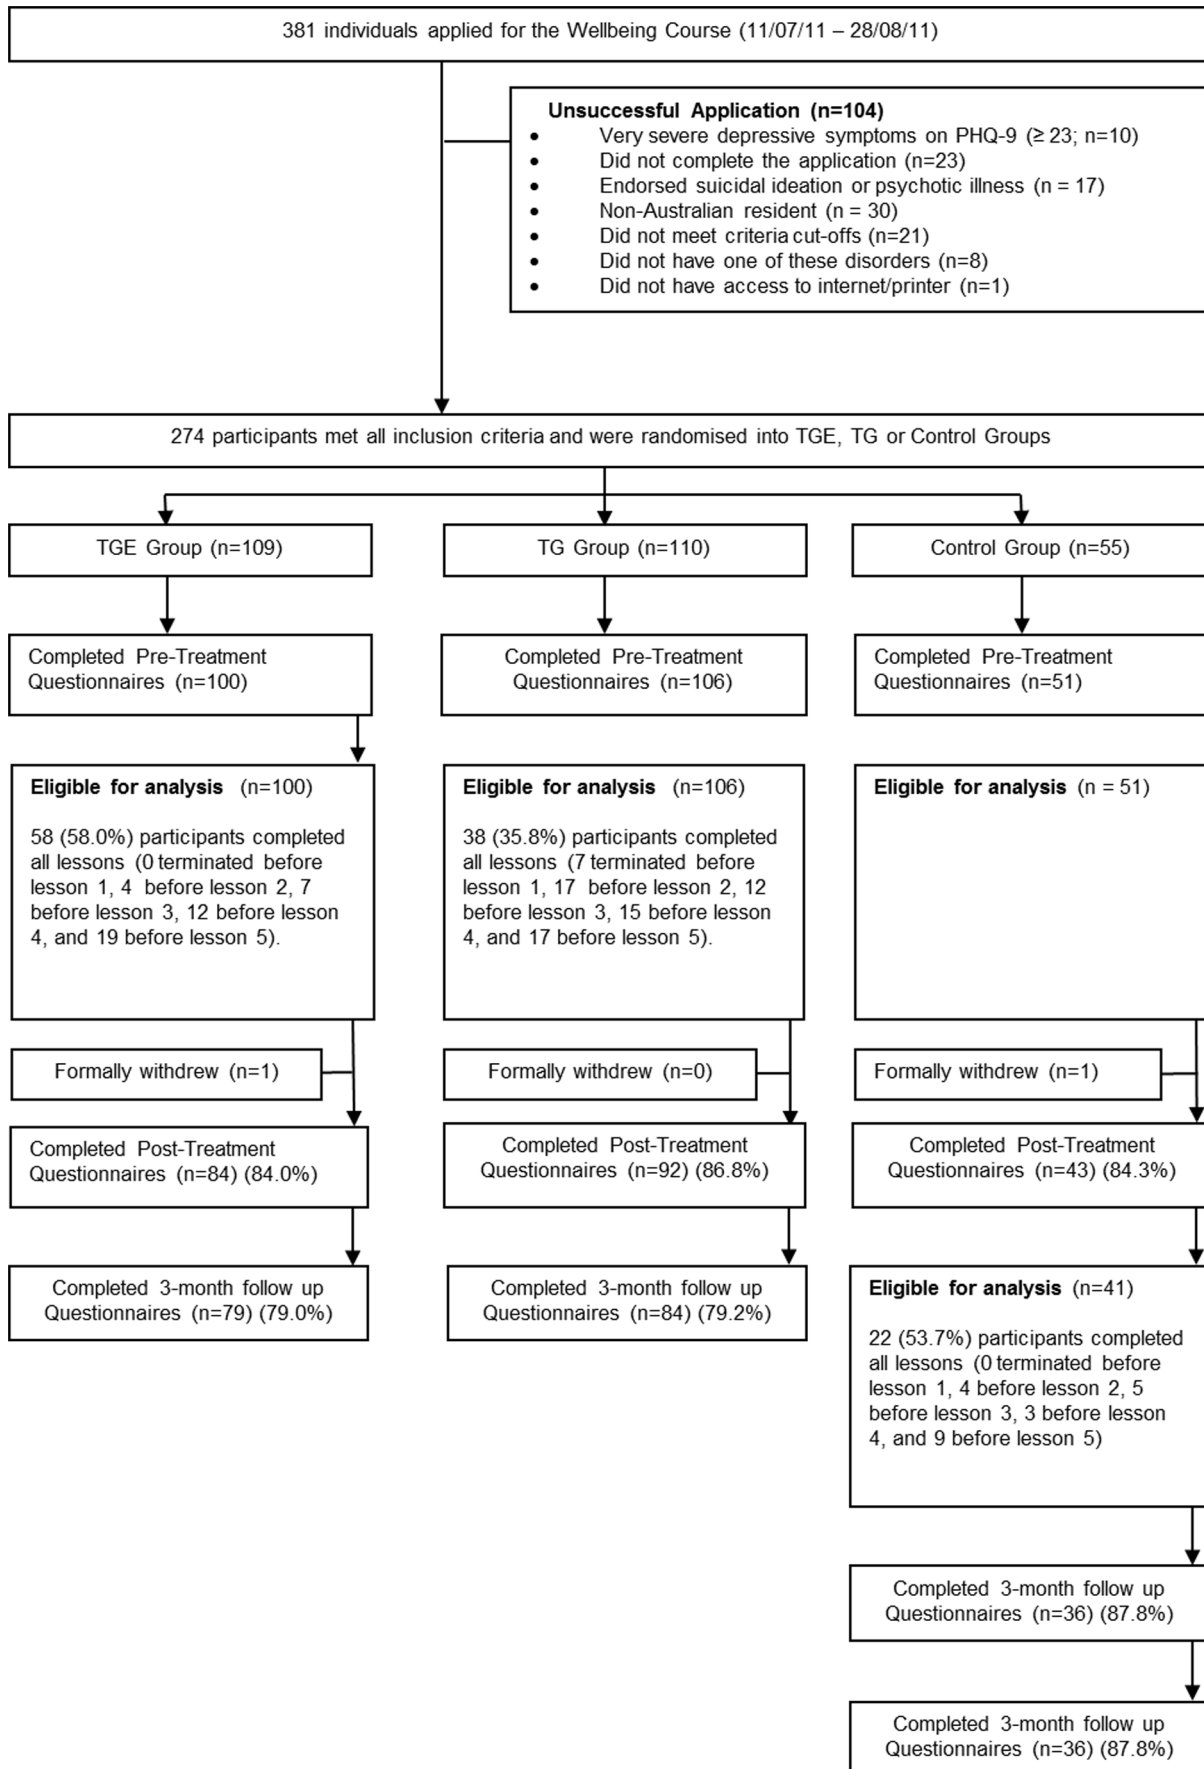 381 individuals applied for the Wellbeing Course (11/07/11 – 28/08/11)
Unsuccessful Application (n=104)
• Very severe depressive symptoms on PHQ-9 (≥ 23; n=10)
• Did not complete the application (n=23)
• Endorsed suicidal ideation or psychotic illness (n = 17)
• Non-Australian resident (n = 30)
• Did not meet criteria cut-offs (n=21)
• Did not have one of these disorders (n=8)
• Did not have access to internet/printer (n=1)
274 participants met all inclusion criteria and were randomised into TGE, TG or Control Groups
TGE Group (n=109)
TG Group (n=110)
Control Group (n=55)
Completed Pre-Treatment
Questionnaires (n=100)
Completed Pre-Treatment
Questionnaires (n=106)
Completed Pre-Treatment
Questionnaires (n=51)
Eligible for analysis (n=100)
58 (58.0%) participants completed
all lessons (0 terminated before
lesson 1, 4 before lesson 2, 7
before lesson 3, 12 before lesson
4, and 19 before lesson 5).
Eligible for analysis (n=106)
38 (35.8%) participants completed
all lessons (7 terminated before
lesson 1, 17 before lesson 2, 12
before lesson 3, 15 before lesson
4, and 17 before lesson 5).
Eligible for analysis (n = 51)
Formally withdrew (n=1)
Formally withdrew (n=0)
Formally withdrew (n=1)
Completed Post-Treatment
Questionnaires (n=84) (84.0%)
Completed Post-Treatment
Questionnaires (n=92) (86.8%)
Completed Post-Treatment
Questionnaires (n=43) (84.3%)
Completed 3-month follow up
Questionnaires (n=79) (79.0%)
Completed 3-month follow up
Questionnaires (n=84) (79.2%)
Eligible for analysis (n=41)
22 (53.7%) participants completed
all lessons (0 terminated before
lesson 1, 4 before lesson 2, 5
before lesson 3, 3 before lesson
4, and 9 before lesson 5)
Completed 3-month follow up
Questionnaires (n=36) (87.8%)
Completed 3-month follow up
Questionnaires (n=36) (87.8%)